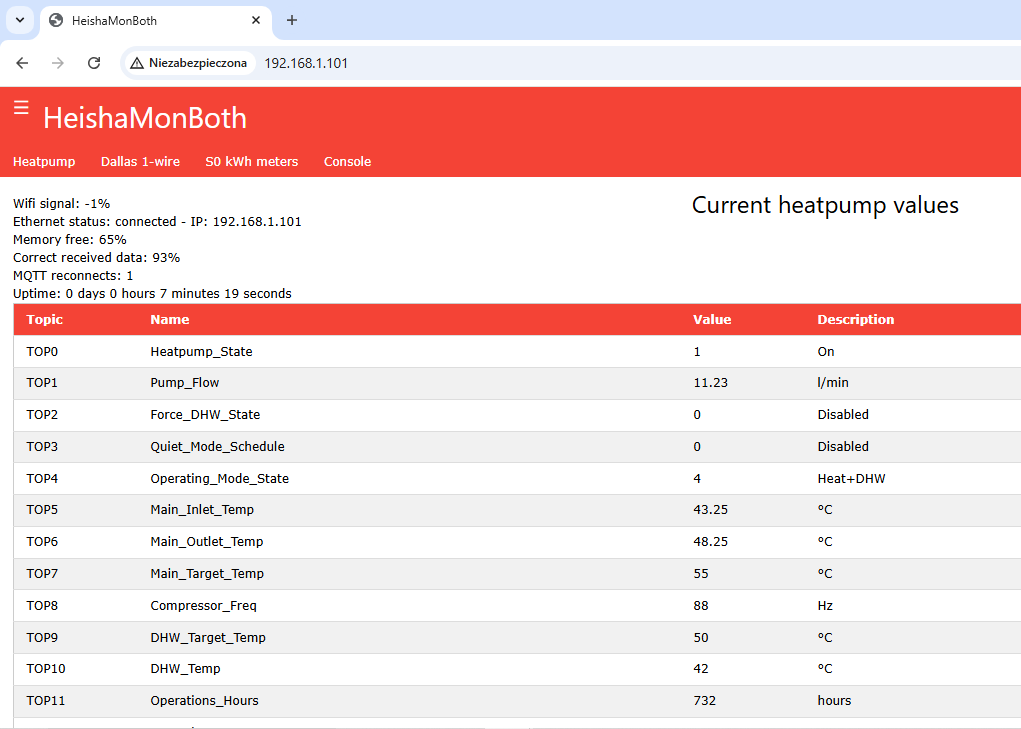 HeishaMonBoth
Niezabezpieczona 192.168.1.101
HeishaMonBoth
Heatpump Dallas 1-wire S0 kWh meters Console
Wifi signal: -1%
Ethernet status: connected - IP: 192.168.1.101
Memory free: 65%
Correct received data: 93%
MQTT reconnects: 1
Uptime: 0 days 0 hours 7 minutes 19 seconds
Current heatpump values
Topic Name Value Description
TOP0 Heatpump_State 1 On
TOP1 Pump_Flow 11.23 l/min
TOP2 Force_DHW_State 0 Disabled
TOP3 Quiet_Mode_Schedule 0 Disabled
TOP4 Operating_Mode_State 4 Heat+DHW
TOP5 Main_Inlet_Temp 43.25 °C
TOP6 Main_Outlet_Temp 48.25 °C
TOP7 Main_Target_Temp 55 °C
TOP8 Compressor_Freq 88 Hz
TOP9 DHW_Target_Temp 50 °C
TOP10 DHW_Temp 42 °C
TOP11 Operations_Hours 732 hours